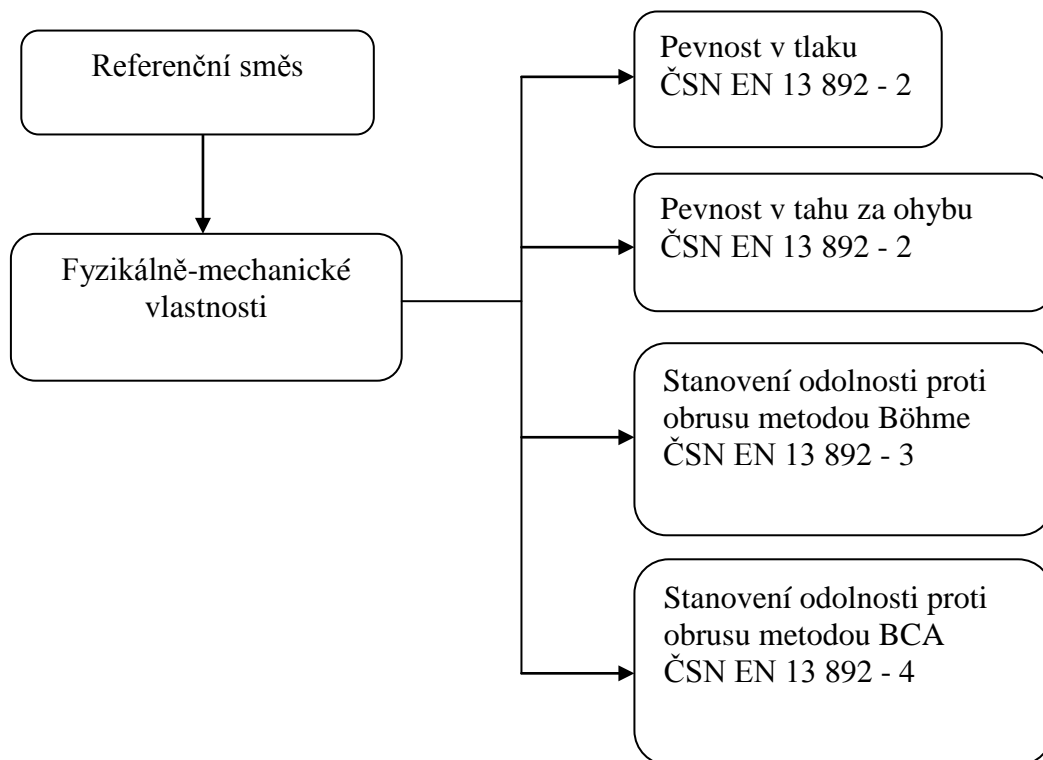 Referenční směs
Fyzikálně-mechanické
vlastnosti
Pevnost v tlaku
ČSN EN 13 892 - 2
Pevnost v tahu za ohybu
ČSN EN 13 892 - 2
Stanovení odolnosti proti
obrusu metodou Böhme
ČSN EN 13 892 - 3
Stanovení odolnosti proti
obrusu metodou BCA
ČSN EN 13 892 - 4